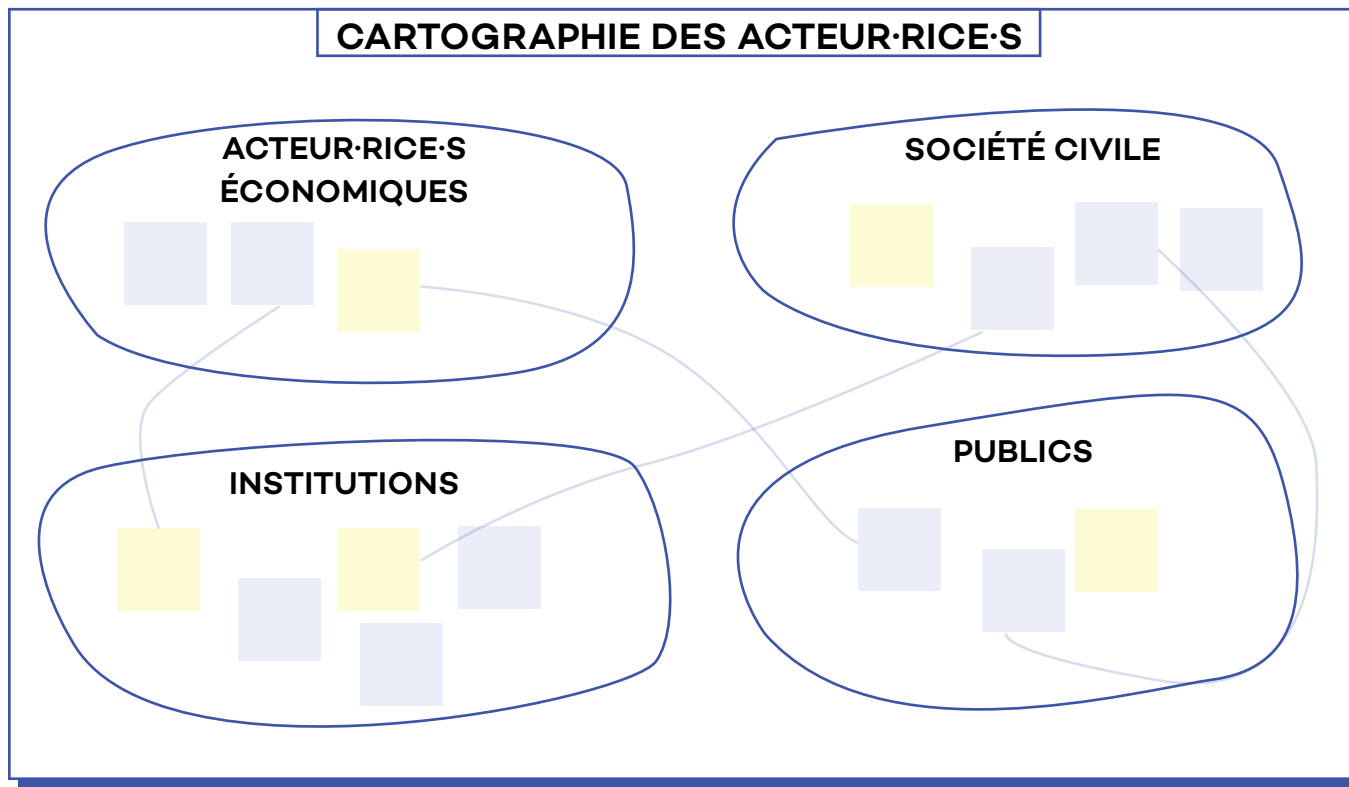 CARTOGRAPHIE DES ACTEUR·RICE·S
ACTEUR·RICE·S
ÉCONOMIQUES
SOCIÉTÉ CIVILE
INSTITUTIONS
PUBLICS